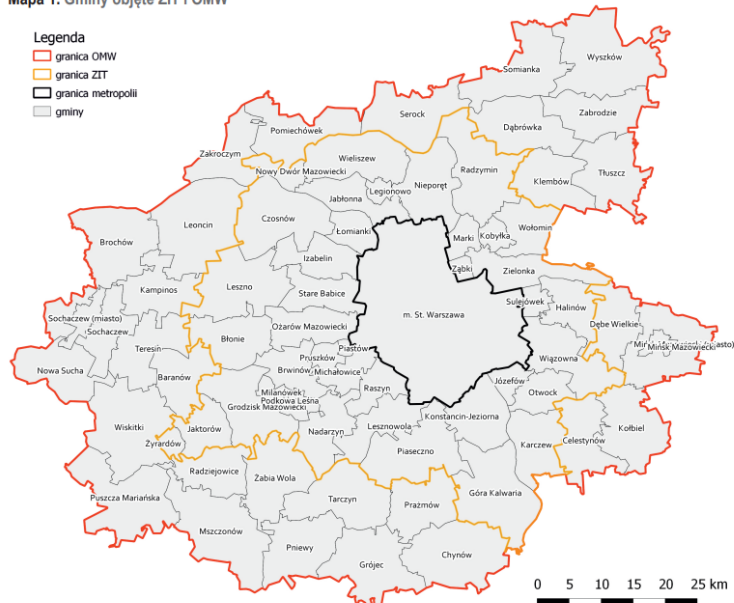 Mapa 1. Gminy objęte ZIT i OMW
Legenda
granica OMW
granica ZIT
granica metropolii
gminy
Wyszków
Somianka
Serock
Zabrodzie
Dąbrówka
Pomiechówek
Zakroczym
Wieliszew
Nowy Dwór Mazowiecki
Radzymin
Tłuszcz
Klembów
Nieporęt
Legionowo
Jabłonna
Czosnów
Leoncin
Łomianki
Wołomin
Kobyłka
Marki
Brochów
Izabelin
Ząbki
Zielonka
Leszno
Kampinos
Stare Babice
Sulejówek
Halinów
m. St. Warszawa
Sochaczew (miasto)
Sochaczew
Ożarów Mazowiecki
Dębe Wielkie
Błonie
Teresin
Piastów
Mińsk Mazowiecki
Pruszków
Wiązowna
Nowa Sucha
Brwinów
Michałowice
Baranów
Józefów
Raszyn
Milanówek
Otwock
Podkowa Leśna
Grodzisk Mazowiecki
Konstancin-Jeziorna
Wiskitki
Jaktorów
Lesznowola
Nadarzyn
Kołbiel
Żyrardów
Karczew
Celestynów
Piaseczno
Radziejowice
Żabia Wola
Góra Kalwaria
Puszcza Mariańska
Tarczyn
Prażmów
Mszczonów
Pniewy
Chynów
Grójec
0 5 10 15 20 25 km